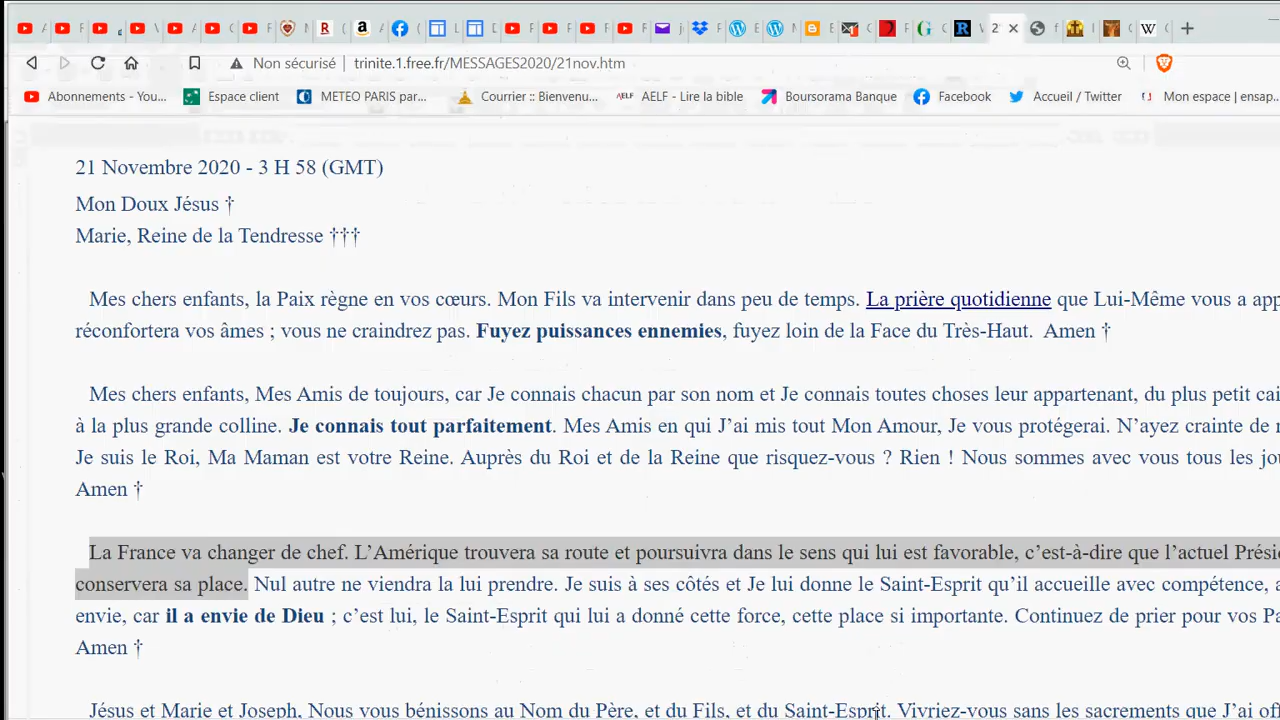 Non sécurisé trinite.1.free.fr/MESSAGES2020/21nov.htm
Abonnements - You... Espace client METEO PARIS par... Courrier :: Bienvenu... AELF - Lire la bible Boursorama Banque Facebook Accueil / Twitter Mon espace | ensap
21 Novembre 2020 - 3 H 58 (GMT)
Mon Doux Jésus †
Marie, Reine de la Tendresse †††
Mes chers enfants, la Paix règne en vos cœurs. Mon Fils va intervenir dans peu de temps. La prière quotidienne que Lui-Même vous a app
réconfortera vos âmes ; vous ne craindrez pas. Fuyez puissances ennemies, fuyez loin de la Face du Très-Haut. Amen †
Mes chers enfants, Mes Amis de toujours, car Je connais chacun par son nom et Je connais toutes choses leur appartenant, du plus petit cai
à la plus grande colline. Je connais tout parfaitement. Mes Amis en qui J'ai mis tout Mon Amour, Je vous protégerai. N'ayez crainte de r
Je suis le Roi, Ma Maman est votre Reine. Auprès du Roi et de la Reine que risquez-vous ? Rien ! Nous sommes avec vous tous les jou
Amen †
La France va changer de chef. L'Amérique trouvera sa route et poursuivra dans le sens qui lui est favorable, c'est-à-dire que l'actuel Prési
conservera sa place. Nul autre ne viendra la lui prendre. Je suis à ses côtés et Je lui donne le Saint-Esprit qu'il accueille avec compétence, a
envie, car il a envie de Dieu ; c'est lui, le Saint-Esprit qui lui a donné cette force, cette place si importante. Continuez de prier pour vos Pa
Amen †
Jésus et Marie et Joseph, Nous vous bénissons au Nom du Père, et du Fils, et du Saint-Esprit. Vivriez-vous sans les sacrements que J'ai of